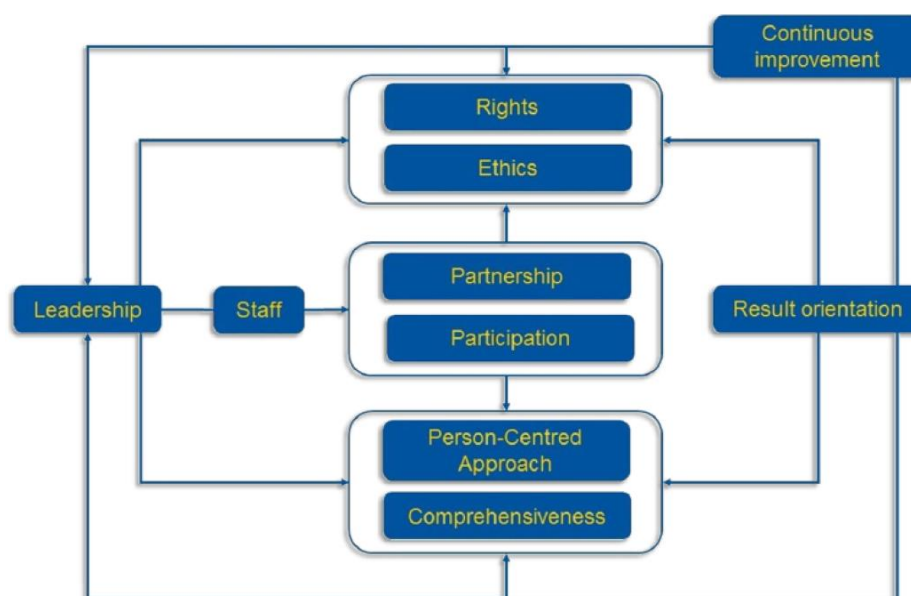 Continuous
improvement
Rights
Ethics
Partnership
Leadership
Staff
Result orientation
Participation
Person-Centred
Approach
Comprehensiveness